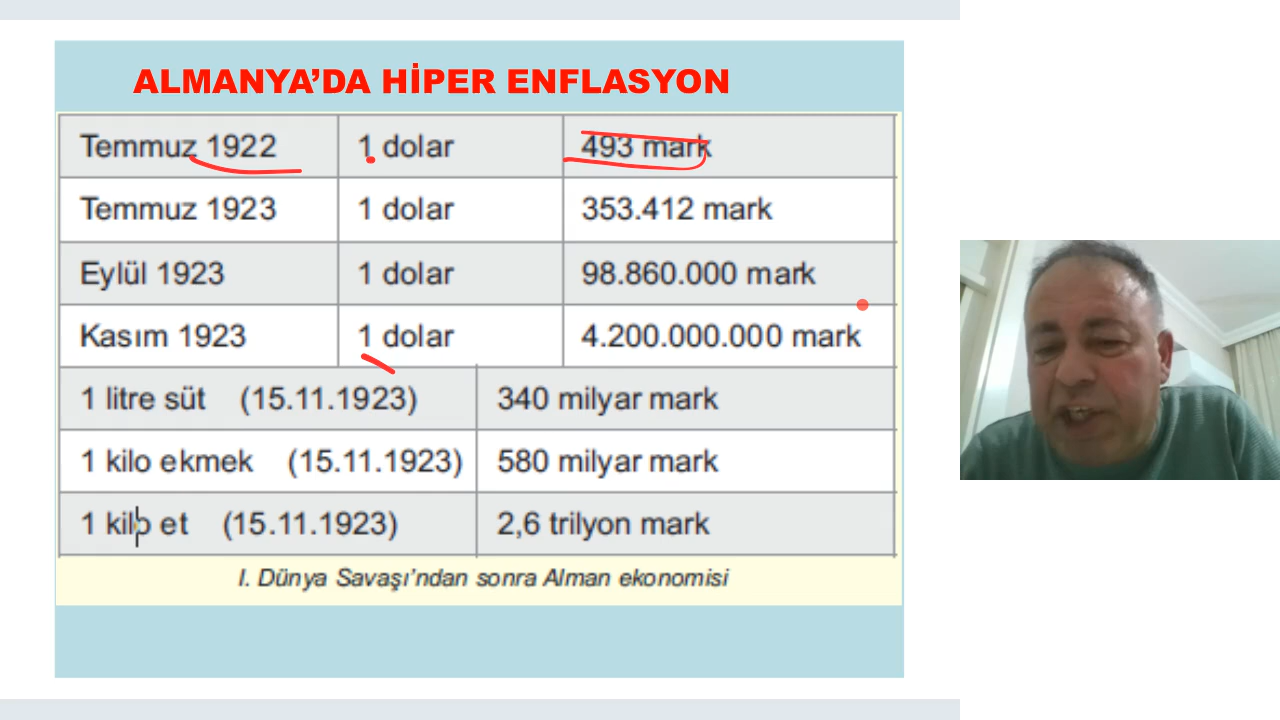 ALMANYA’DA HİPER ENFLASYON
Temmuz 1922 1 dolar 493 mark
Temmuz 1923 1 dolar 353.412 mark
Eylül 1923 1 dolar 98.860.000 mark
Kasım 1923 1 dolar 4.200.000.000 mark
1 litre süt (15.11.1923) 340 milyar mark
1 kilo ekmek (15.11.1923) 580 milyar mark
1 kilo et (15.11.1923) 2,6 trilyon mark
I. Dünya Savaşı’ndan sonra Alman ekonomisi